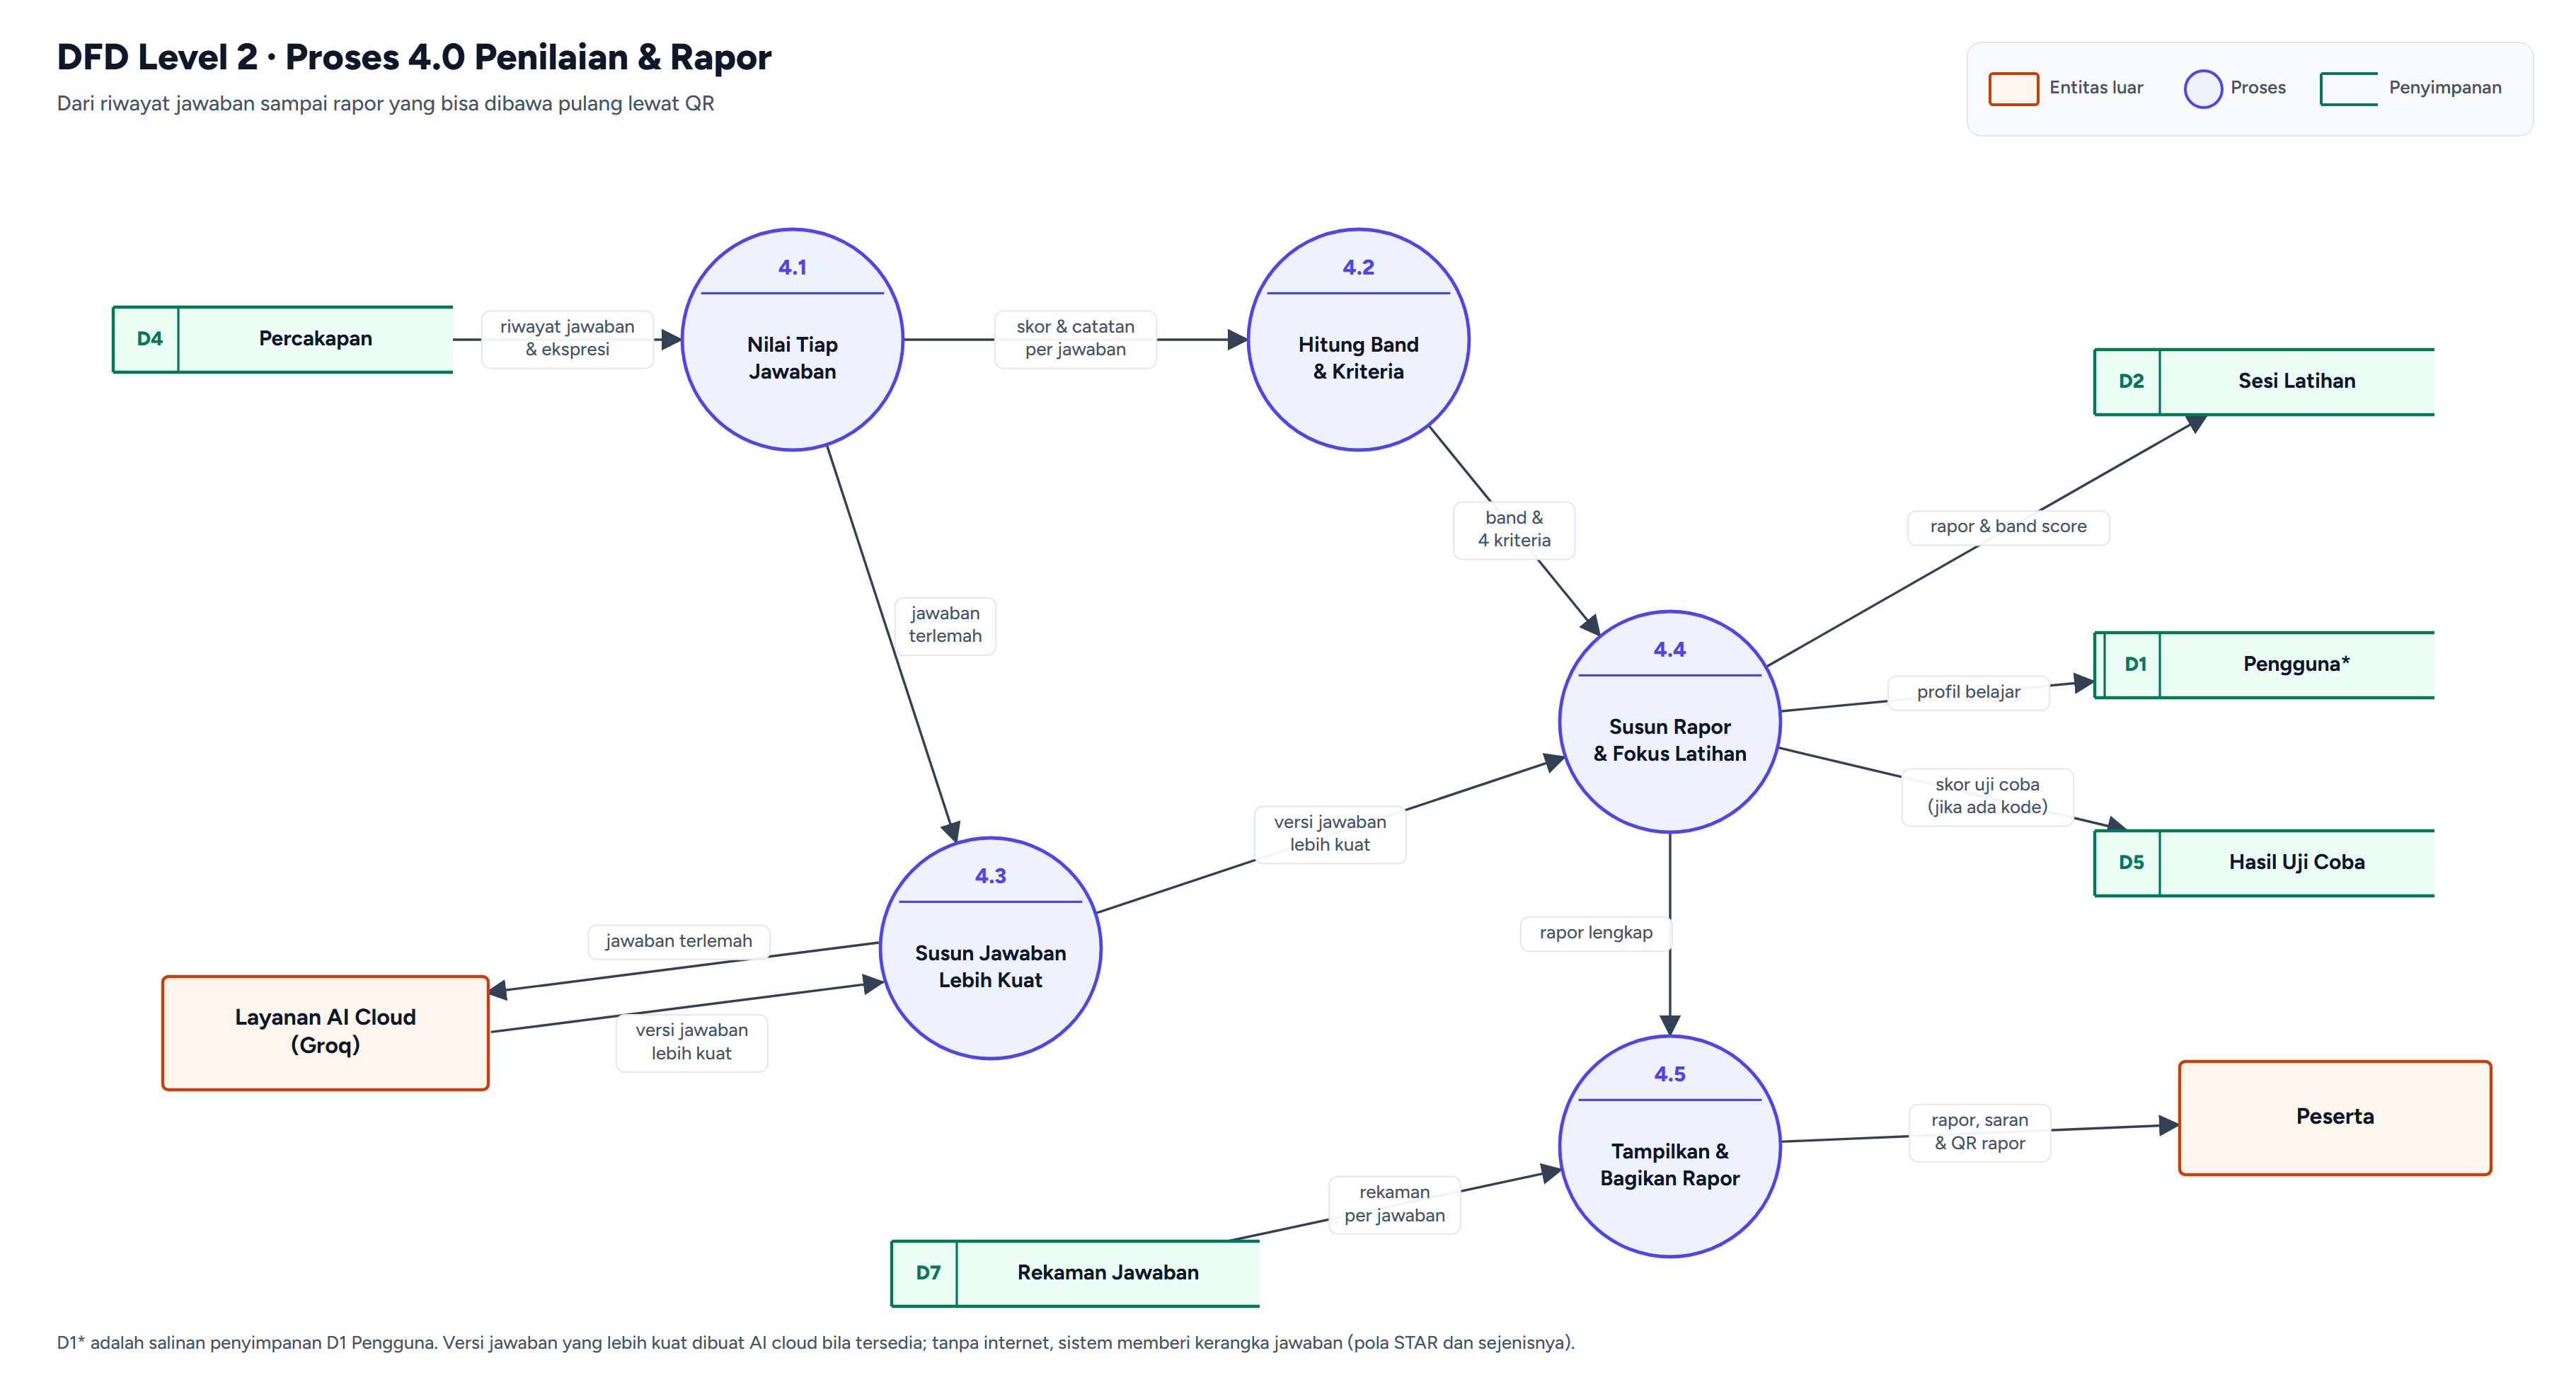 DFD Level 2 · Proses 4.0 Penilaian & Rapor
Dari riwayat jawaban sampai rapor yang bisa dibawa pulang lewat QR
Entitas luar
Proses
Penyimpanan
4.1
Nilai Tiap
Jawaban
4.2
Hitung Band
& Kriteria
D4
Percakapan
riwayat jawaban
& ekspresi
skor & catatan
per jawaban
D2
Sesi Latihan
band &
4 kriteria
rapor & band score
jawaban
terlemah
4.4
Susun Rapor
& Fokus Latihan
D1
Pengguna*
profil belajar
skor uji coba
(jika ada kode)
versi jawaban
lebih kuat
D5
Hasil Uji Coba
4.3
Susun Jawaban
Lebih Kuat
jawaban terlemah
rapor lengkap
Layanan AI Cloud
(Groq)
versi jawaban
lebih kuat
4.5
Tampilkan &
Bagikan Rapor
rapor, saran
& QR rapor
Peserta
rekaman
per jawaban
D7
Rekaman Jawaban
D1* adalah salinan penyimpanan D1 Pengguna. Versi jawaban yang lebih kuat dibuat AI cloud bila tersedia; tanpa internet, sistem memberi kerangka jawaban (pola STAR dan sejenisnya).